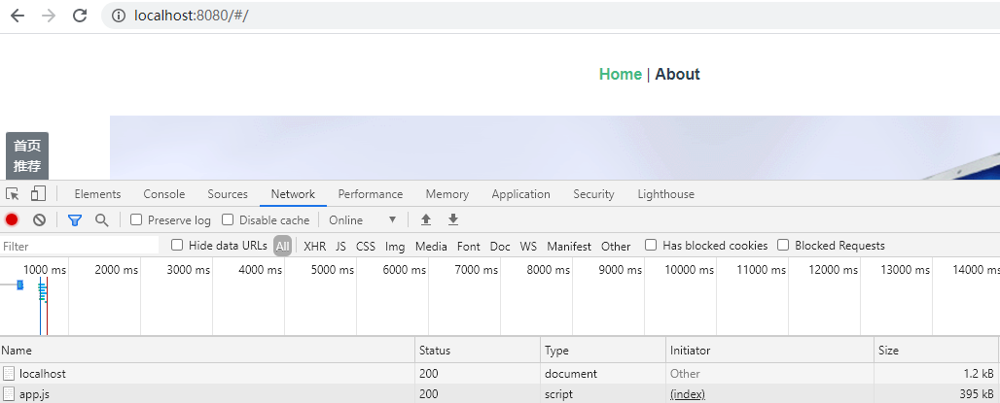 localhost:8080/#/
Home | About
首页
推荐
Elements Console Sources Network Performance Memory Application Security Lighthouse
Preserve log Disable cache Online
Filter Hide data URLs All XHR JS CSS Img Media Font Doc WS Manifest Other Has blocked cookies Blocked Requests
1000 ms 2000 ms 3000 ms 4000 ms 5000 ms 6000 ms 7000 ms 8000 ms 9000 ms 10000 ms 11000 ms 12000 ms 13000 ms 14000 ms
Name Status Type Initiator Size
localhost 200 document Other 1.2 kB
app.js 200 script (index) 395 kB